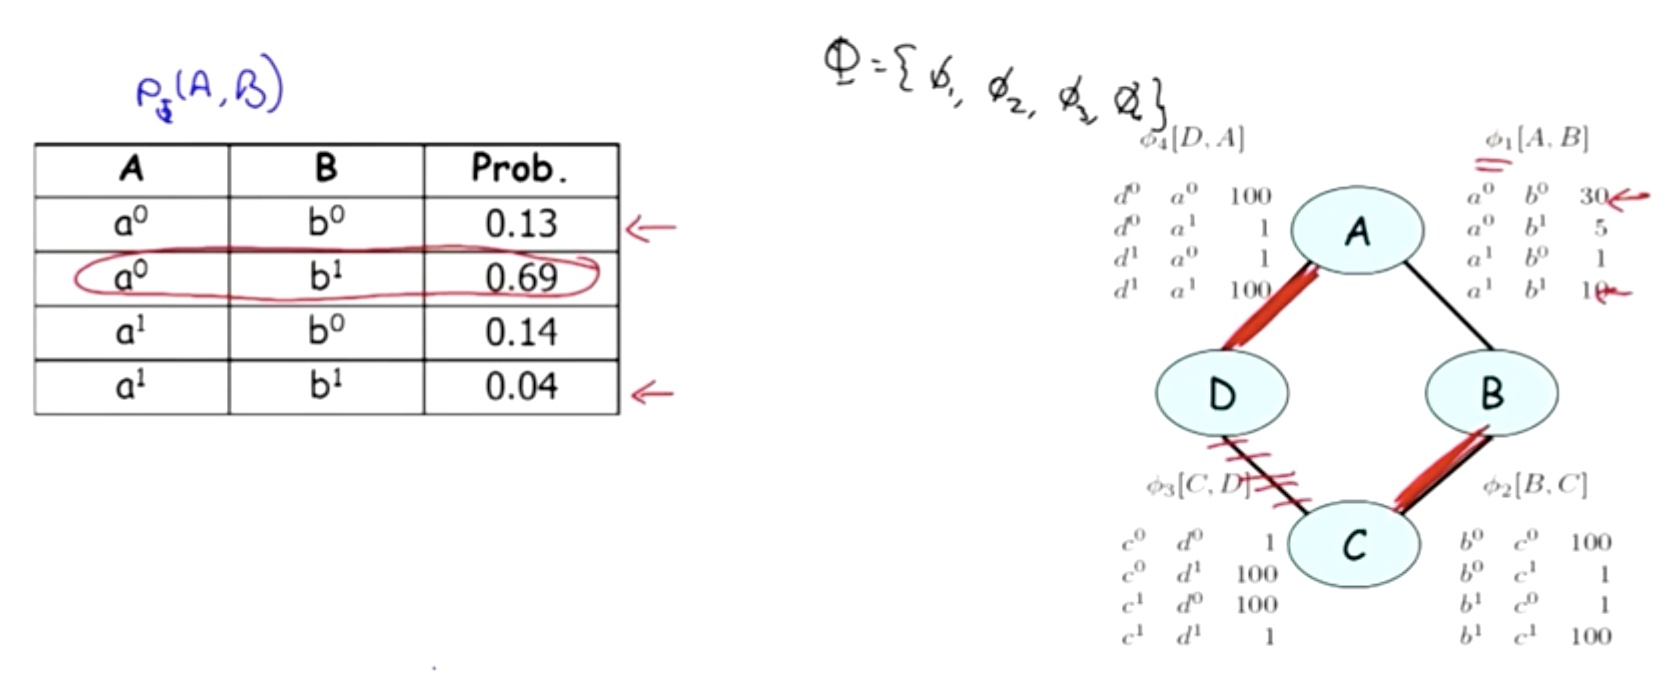 P_Φ(A, B)
A B Prob.
a⁰ b⁰ 0.13
a⁰ b¹ 0.69
a¹ b⁰ 0.14
a¹ b¹ 0.04
Φ = { ϕ₁, ϕ₂, ϕ₃, ϕ₄ }
ϕ₄[D, A]
d⁰ a⁰ 100
d⁰ a¹ 1
d¹ a⁰ 1
d¹ a¹ 100
ϕ₁[A, B]
a⁰ b⁰ 30
a⁰ b¹ 5
a¹ b⁰ 1
a¹ b¹ 10
A
D
B
C
ϕ₃[C, D]
c⁰ d⁰ 1
c⁰ d¹ 100
c¹ d⁰ 100
c¹ d¹ 1
ϕ₂[B, C]
b⁰ c⁰ 100
b⁰ c¹ 1
b¹ c⁰ 1
b¹ c¹ 100